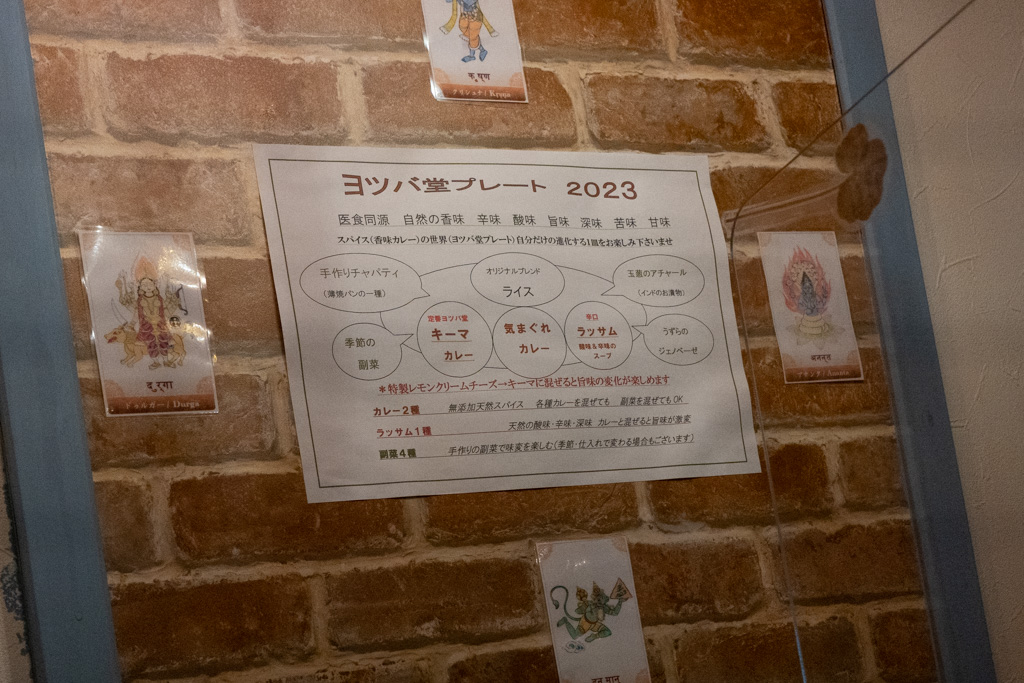 कृष्ण
クリシュナ / Krsna
ヨツバ堂プレート 2023
医食同源 自然の香味 辛味 酸味 旨味 深味 苦味 甘味
スパイス(香味カレー)の世界(ヨツバ堂プレート)自分だけの進化する1皿をお楽しみ下さいませ
手作りチャパティ
(薄焼パンの一種)
オリジナルブレンド
ライス
玉葱のアチャール
(インドのお漬物)
季節の
副菜
定番ヨツバ堂
キーマ
カレー
気まぐれ
カレー
辛口
ラッサム
酸味&辛味の
スープ
うずらの
ジェノベーゼ
*特製レモンクリームチーズ→キーマに混ぜると旨味の変化が楽しめます
カレー2種 無添加天然スパイス 各種カレーを混ぜても 副菜を混ぜてもOK
ラッサム1種 天然の酸味・辛味・深味 カレーと混ぜると旨味が激変
副菜4種 手作りの副菜で味変を楽しむ(季節・仕入れで変わる場合もございます)
दुर्गा
ドゥルガー / Durga
अनन्त
アナンタ / Ananta